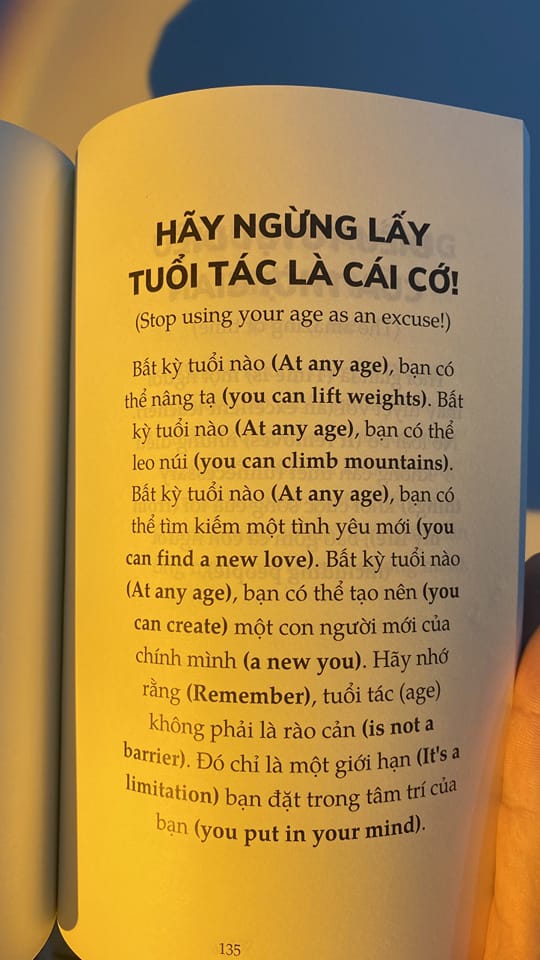 HÃY NGỪNG LẤY
TUỔI TÁC LÀ CÁI CỚ!
(Stop using your age as an excuse!)
Bất kỳ tuổi nào (At any age), bạn có
thể nâng tạ (you can lift weights). Bất
kỳ tuổi nào (At any age), bạn có thể
leo núi (you can climb mountains).
Bất kỳ tuổi nào (At any age), bạn có
thể tìm kiếm một tình yêu mới (you
can find a new love). Bất kỳ tuổi nào
(At any age), bạn có thể tạo nên (you
can create) một con người mới của
chính mình (a new you). Hãy nhớ
rằng (Remember), tuổi tác (age)
không phải là rào cản (is not a
barrier). Đó chỉ là một giới hạn (It's a
limitation) bạn đặt trong tâm trí của
bạn (you put in your mind).
135